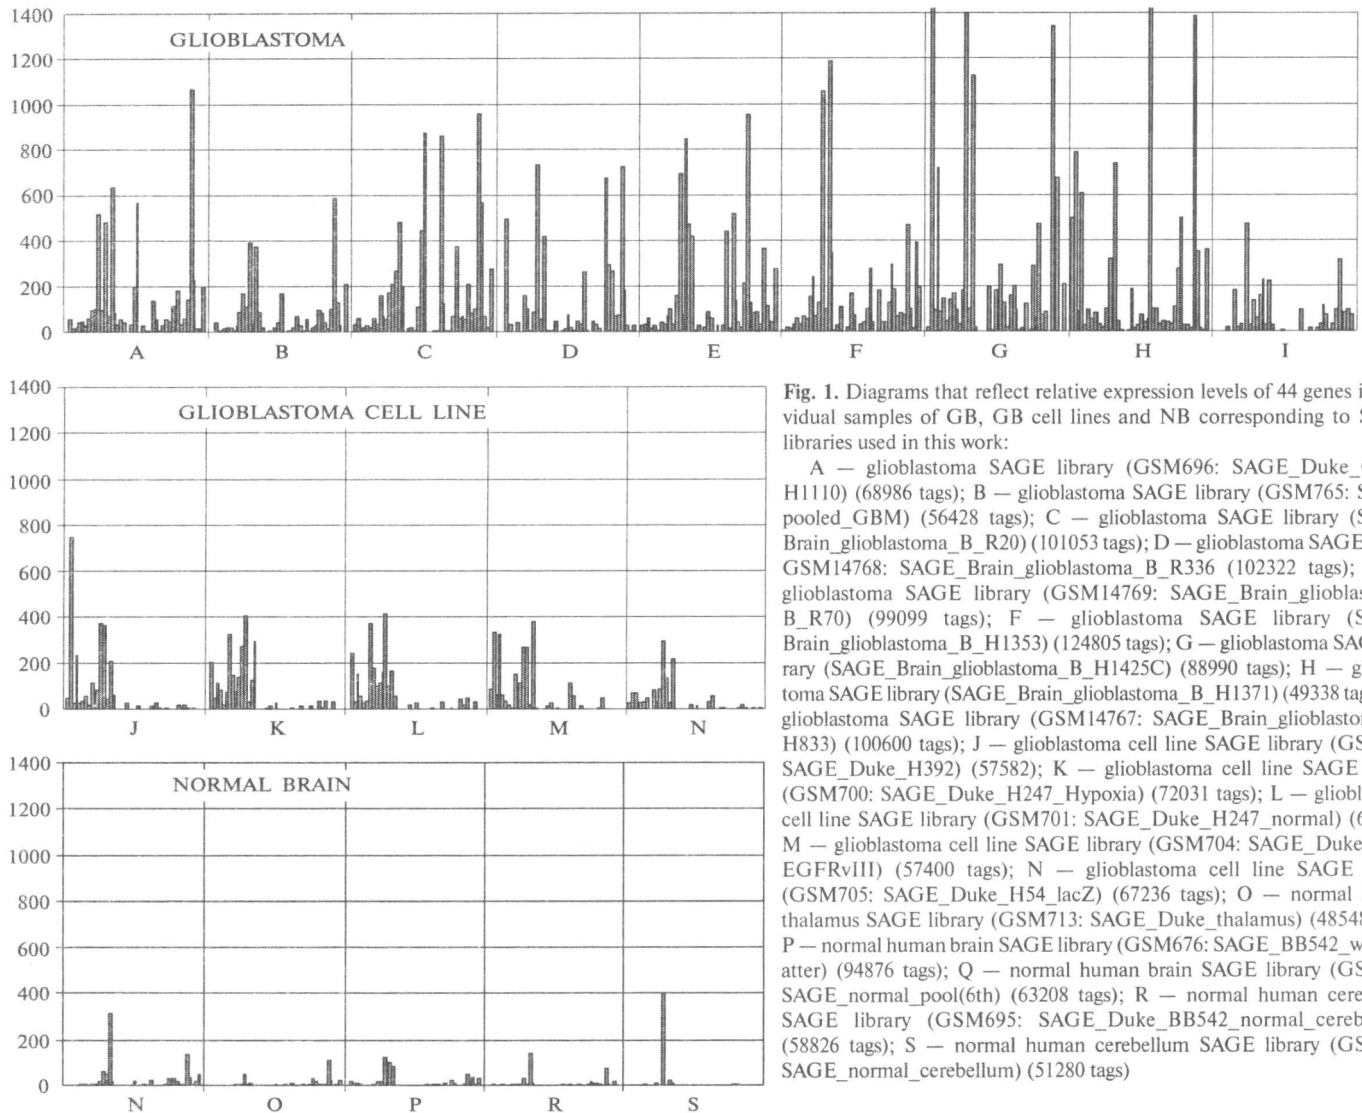 1400
GLIOBLASTOMA
1200
1000
800
600
400
200
0
A B C D E F G H I
1400
GLIOBLASTOMA CELL LINE
1200
1000
800
600
400
200
0
J K L M N
1400
NORMAL BRAIN
1200
1000
800
600
400
200
0
N O P R S
Fig. 1. Diagrams that reflect relative expression levels of 44 genes i
vidual samples of GB, GB cell lines and NB corresponding to S
libraries used in this work:
A — glioblastoma SAGE library (GSM696: SAGE_Duke_
H1110) (68986 tags); B — glioblastoma SAGE library (GSM765: S
pooled_GBM) (56428 tags); C — glioblastoma SAGE library (S
Brain_glioblastoma_B_R20) (101053 tags); D — glioblastoma SAGE
GSM14768: SAGE_Brain_glioblastoma_B_R336 (102322 tags);
glioblastoma SAGE library (GSM14769: SAGE_Brain_glioblas
B_R70) (99099 tags); F — glioblastoma SAGE library (S
Brain_glioblastoma_B_H1353) (124805 tags); G — glioblastoma SA
rary (SAGE_Brain_glioblastoma_B_H1425C) (88990 tags); H — g
toma SAGE library (SAGE_Brain_glioblastoma_B_H1371) (49338 ta
glioblastoma SAGE library (GSM14767: SAGE_Brain_glioblasto
H833) (100600 tags); J — glioblastoma cell line SAGE library (GS
SAGE_Duke_H392) (57582); K — glioblastoma cell line SAGE
(GSM700: SAGE_Duke_H247_Hypoxia) (72031 tags); L — gliobl
cell line SAGE library (GSM701: SAGE_Duke_H247_normal) (6
M — glioblastoma cell line SAGE library (GSM704: SAGE_Duke
EGFRvIII) (57400 tags); N — glioblastoma cell line SAGE
(GSM705: SAGE_Duke_H54_lacZ) (67236 tags); O — normal
thalamus SAGE library (GSM713: SAGE_Duke_thalamus) (48548
P — normal human brain SAGE library (GSM676: SAGE_BB542_w
atter) (94876 tags); Q — normal human brain SAGE library (GS
SAGE_normal_pool(6th) (63208 tags); R — normal human cere
SAGE library (GSM695: SAGE_Duke_BB542_normal_cereb
(58826 tags); S — normal human cerebellum SAGE library (GS
SAGE_normal_cerebellum) (51280 tags)